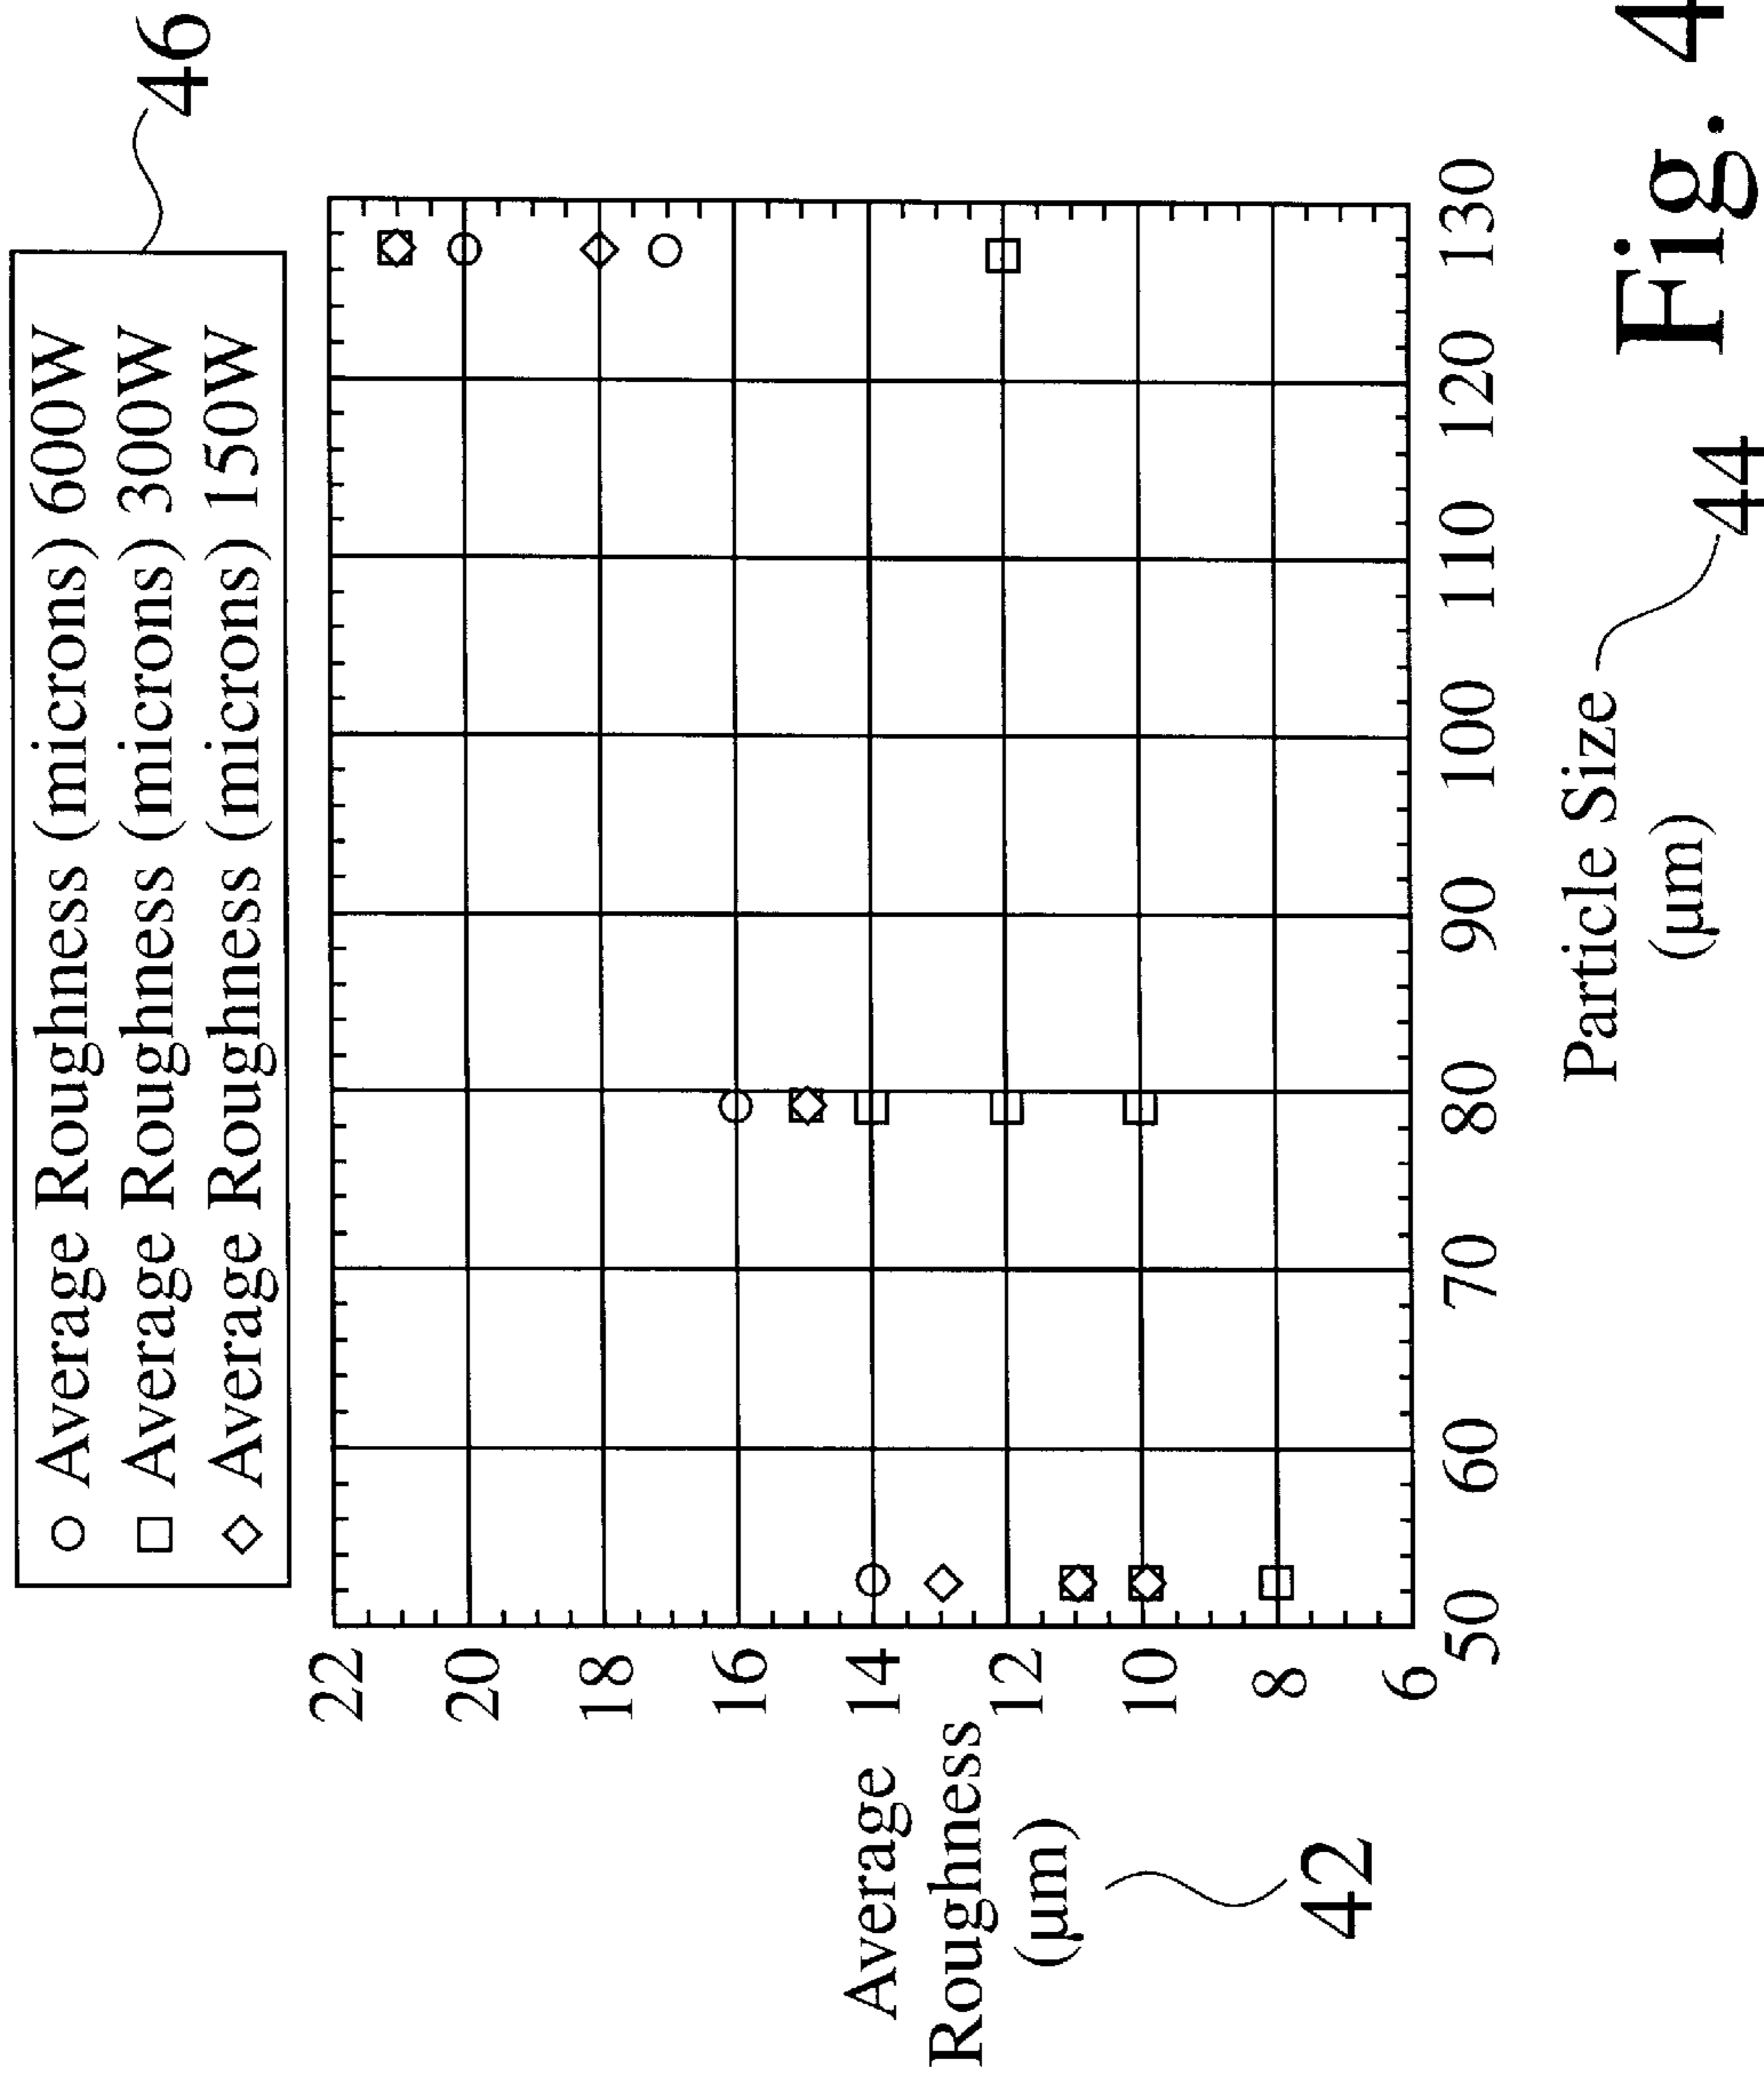 Average Roughness (microns) 600W
Average Roughness (microns) 300W
Average Roughness (microns) 150W
46
22
20
18
16
14
12
10
8
6
Average
Roughness
(μm)
42
50 60 70 80 90 100 110 120 130
Particle Size
(μm)
44
Fig. 4